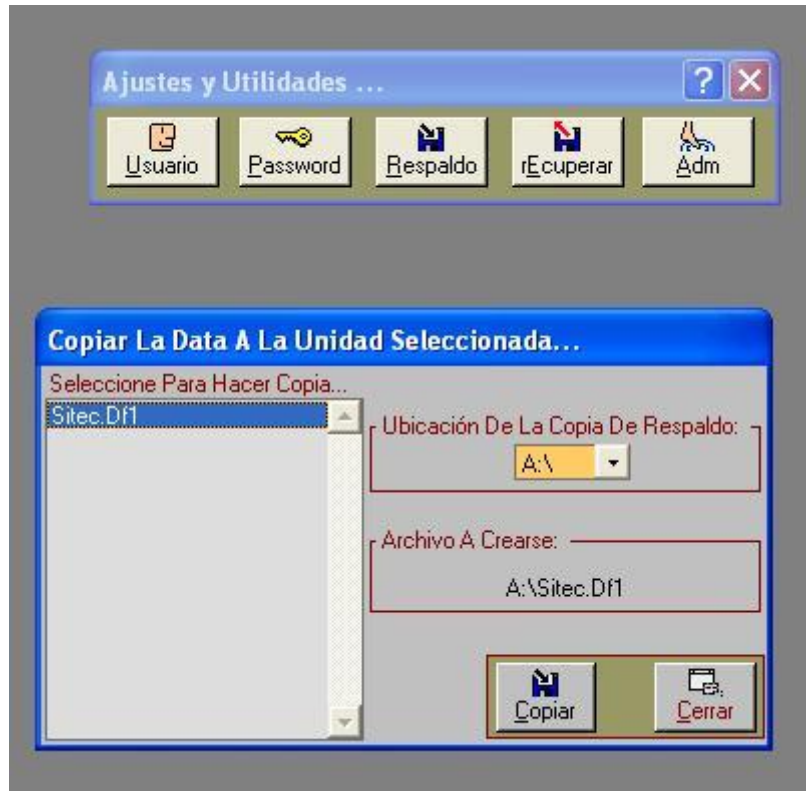 Ajustes y Utilidades ...
Usuario Password Respaldo rEcuperar Adm
Copiar La Data A La Unidad Seleccionada...
Seleccione Para Hacer Copia...
Sitec.Df1
Ubicación De La Copia De Respaldo:
A:\
Archivo A Crearse:
A:\Sitec.Df1
Copiar Cerrar